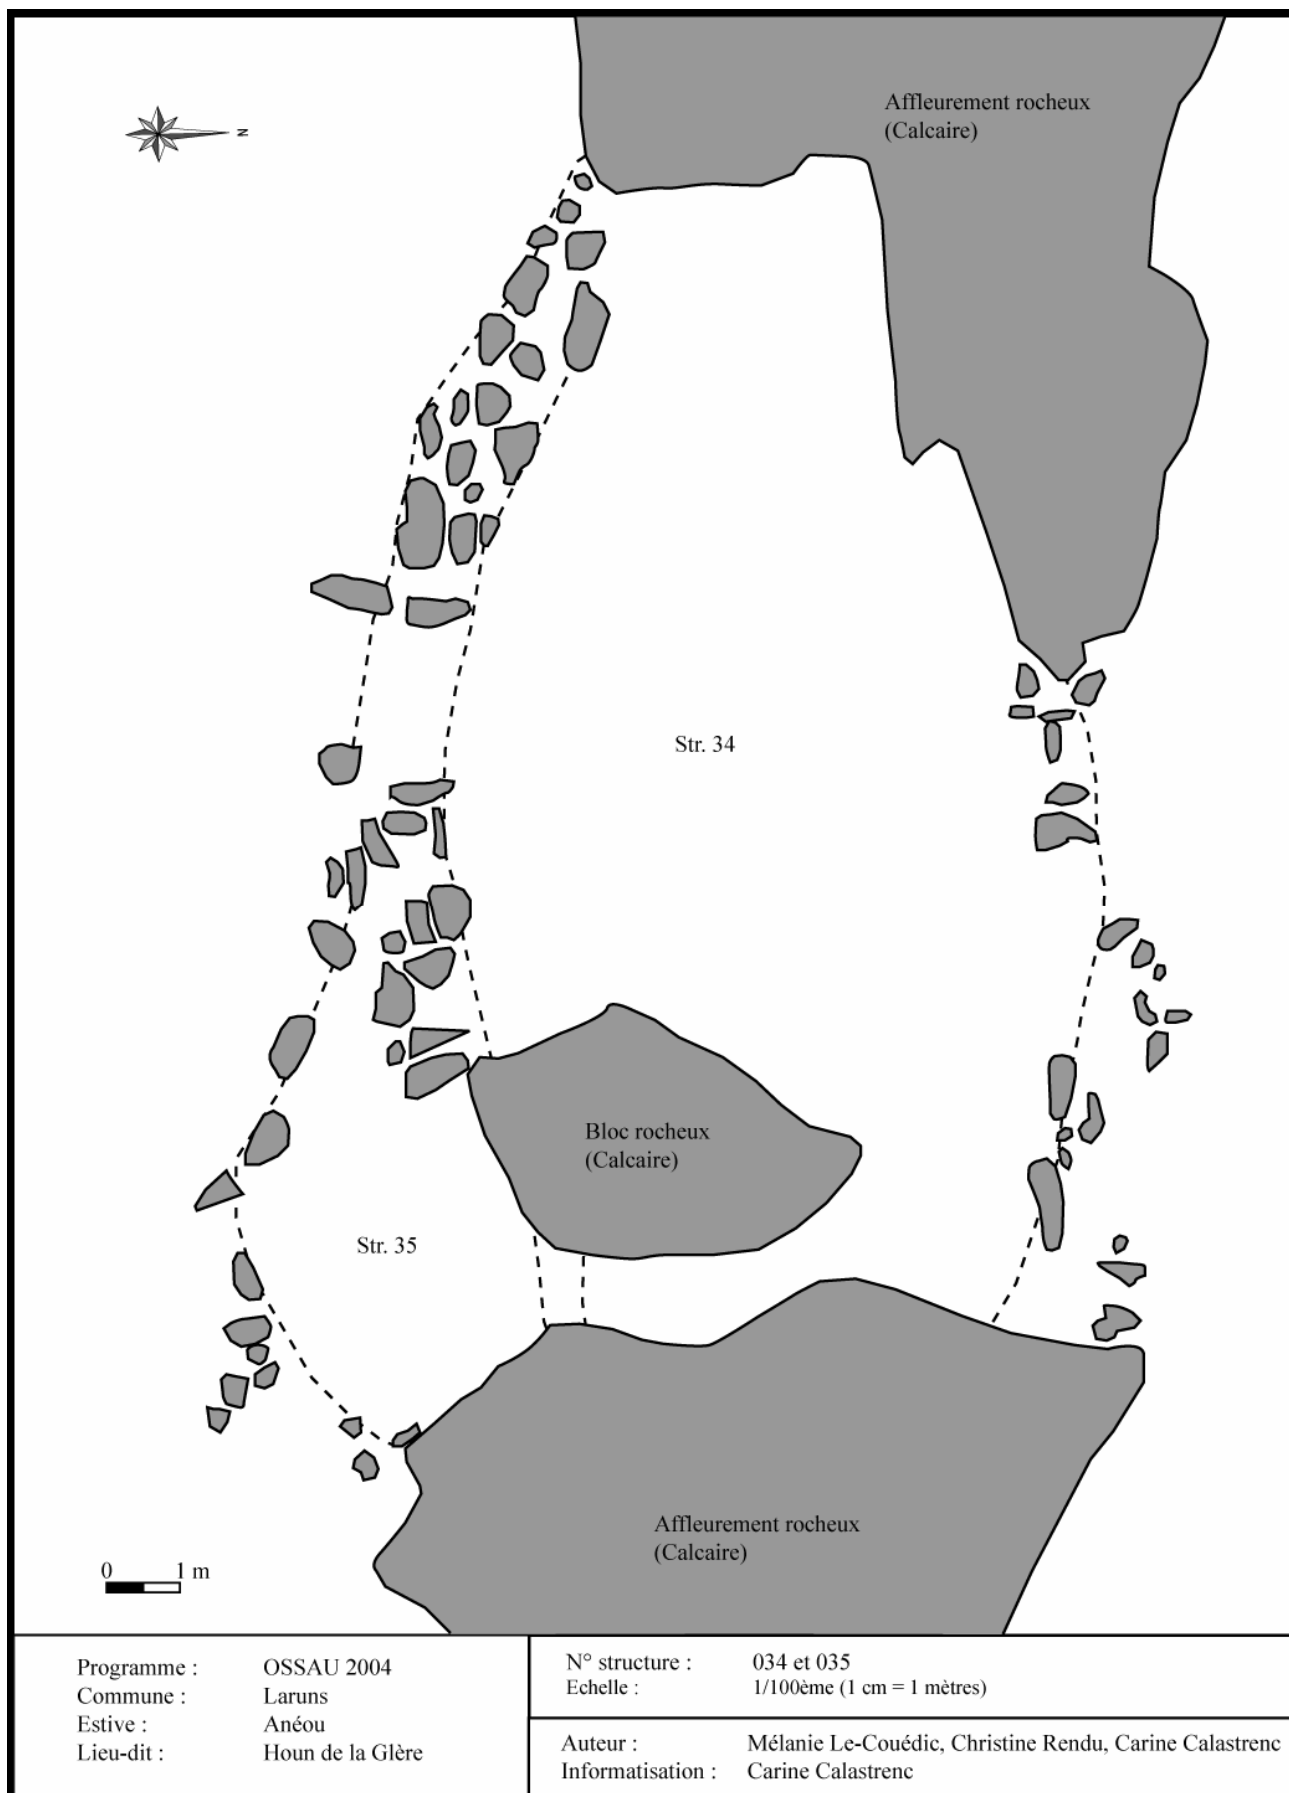 Affleurement rocheux
(Calcaire)
N
Str. 34
Bloc rocheux
(Calcaire)
Str. 35
Affleurement rocheux
(Calcaire)
0 1 m
Programme : OSSAU 2004
Commune : Laruns
Estive : Anéou
Lieu-dit : Houn de la Glère
N° structure : 034 et 035
Echelle : 1/100ème (1 cm = 1 mètres)
Auteur : Mélanie Le-Couédic, Christine Rendu, Carine Calastrenc
Informatisation : Carine Calastrenc